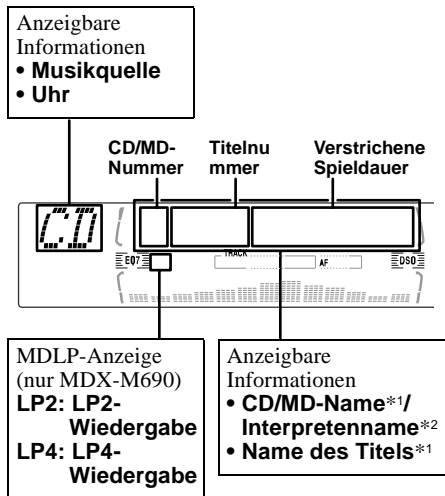 Anzeigbare
Informationen
• Musikquelle
• Uhr
CD/MD-
Nummer
Titelnu
mmer
Verstrichene
Spieldauer
CD
EQ7
TRACK
AF
DSO
MDLP-Anzeige
(nur MDX-M690)
LP2: LP2-
Wiedergabe
LP4: LP4-
Wiedergabe
Anzeigbare
Informationen
• CD/MD-Name*1/
Interpretenname*2
• Name des Titels*1